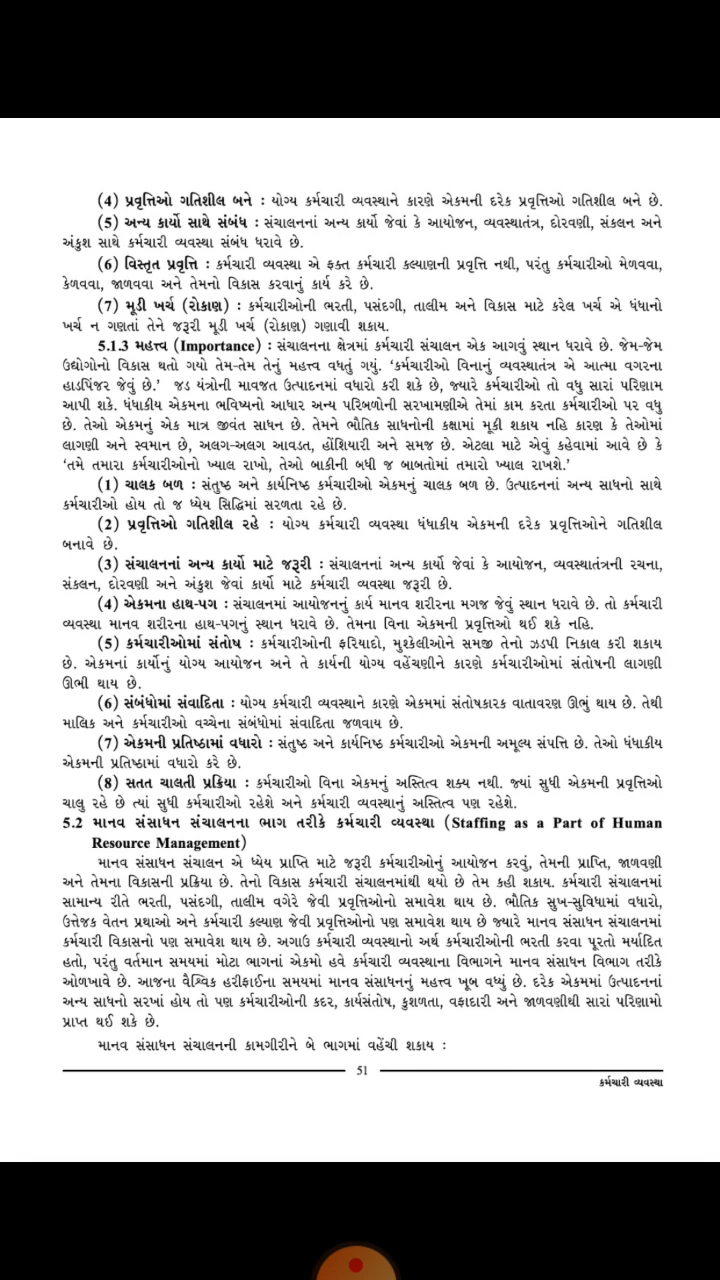 (4) પ્રવૃત્તિઓ ગતિશીલ બને : યોગ્ય કર્મચારી વ્યવસ્થાને કારણે એકમની દરેક પ્રવૃત્તિઓ ગતિશીલ બને છે.
(5) અન્ય કાર્યો સાથે સંબંધ : સંચાલનનાં અન્ય કાર્યો જેવાં કે આયોજન, વ્યવસ્થાતંત્ર, દોરવણી, સંકલન અને
અંકુશ સાથે કર્મચારી વ્યવસ્થા સંબંધ ધરાવે છે.
(6) વિસ્તૃત પ્રવૃત્તિ : કર્મચારી વ્યવસ્થા એ ફક્ત કર્મચારી કલ્યાણની પ્રવૃત્તિ નથી, પરંતુ કર્મચારીઓ મેળવવા,
કેળવવા, જાળવવા અને તેમનો વિકાસ કરવાનું કાર્ય કરે છે.
(7) મૂડી ખર્ચ (રોકાણ) : કર્મચારીઓની ભરતી, પસંદગી, તાલીમ અને વિકાસ માટે કરેલ ખર્ચ એ ધંધાનો
ખર્ચ ન ગણતાં તેને જરૂરી મૂડી ખર્ચ (રોકાણ) ગણાવી શકાય.
5.1.3 મહત્ત્વ (Importance) : સંચાલનના ક્ષેત્રમાં કર્મચારી સંચાલન એક આગવું સ્થાન ધરાવે છે. જેમ-જેમ
ઉદ્યોગોનો વિકાસ થતો ગયો તેમ-તેમ તેનું મહત્ત્વ વધતું ગયું. ‘કર્મચારીઓ વિનાનું વ્યવસ્થાતંત્ર એ આત્મા વગરના
હાડપિંજર જેવું છે.’ જડ યંત્રોની માવજત ઉત્પાદનમાં વધારો કરી શકે છે, જ્યારે કર્મચારીઓ તો વધુ સારાં પરિણામ
આપી શકે. ધંધાકીય એકમના ભવિષ્યનો આધાર અન્ય પરિબળોની સરખામણીએ તેમાં કામ કરતા કર્મચારીઓ પર વધુ
છે. તેઓ એકમનું એક માત્ર જીવંત સાધન છે. તેમને ભૌતિક સાધનોની કક્ષામાં મૂકી શકાય નહિ કારણ કે તેઓમાં
લાગણી અને સ્વમાન છે, અલગ-અલગ આવડત, હોંશિયારી અને સમજ છે. એટલા માટે એવું કહેવામાં આવે છે કે
‘તમે તમારા કર્મચારીઓનો ખ્યાલ રાખો, તેઓ બાકીની બધી જ બાબતોમાં તમારો ખ્યાલ રાખશે.’
(1) ચાલક બળ : સંતુષ્ઠ અને કાર્યનિષ્ઠ કર્મચારીઓ એકમનું ચાલક બળ છે. ઉત્પાદનનાં અન્ય સાધનો સાથે
કર્મચારીઓ હોય તો જ ધ્યેય સિદ્ધિમાં સરળતા રહે છે.
(2) પ્રવૃત્તિઓ ગતિશીલ રહે : યોગ્ય કર્મચારી વ્યવસ્થા ધંધાકીય એકમની દરેક પ્રવૃત્તિઓને ગતિશીલ
બનાવે છે.
(3) સંચાલનનાં અન્ય કાર્યો માટે જરૂરી : સંચાલનનાં અન્ય કાર્યો જેવાં કે આયોજન, વ્યવસ્થાતંત્રની રચના,
સંકલન, દોરવણી અને અંકુશ જેવાં કાર્યો માટે કર્મચારી વ્યવસ્થા જરૂરી છે.
(4) એકમના હાથ-પગ : સંચાલનમાં આયોજનનું કાર્ય માનવ શરીરના મગજ જેવું સ્થાન ધરાવે છે. તો કર્મચારી
વ્યવસ્થા માનવ શરીરના હાથ-પગનું સ્થાન ધરાવે છે. તેમના વિના એકમની પ્રવૃત્તિઓ થઈ શકે નહિ.
(5) કર્મચારીઓમાં સંતોષ : કર્મચારીઓની ફરિયાદો, મુશ્કેલીઓને સમજી તેનો ઝડપી નિકાલ કરી શકાય
છે. એકમનાં કાર્યોનું યોગ્ય આયોજન અને તે કાર્યની યોગ્ય વહેંચણીને કારણે કર્મચારીઓમાં સંતોષની લાગણી
ઊભી થાય છે.
(6) સંબંધોમાં સંવાદિતા : યોગ્ય કર્મચારી વ્યવસ્થાને કારણે એકમમાં સંતોષકારક વાતાવરણ ઊભું થાય છે. તેથી
માલિક અને કર્મચારીઓ વચ્ચેના સંબંધોમાં સંવાદિતા જળવાય છે.
(7) એકમની પ્રતિષ્ઠામાં વધારો : સંતુષ્ઠ અને કાર્યનિષ્ઠ કર્મચારીઓ એકમની અમૂલ્ય સંપત્તિ છે. તેઓ ધંધાકીય
એકમની પ્રતિષ્ઠામાં વધારો કરે છે.
(8) સતત ચાલતી પ્રક્રિયા : કર્મચારીઓ વિના એકમનું અસ્તિત્વ શક્ય નથી. જ્યાં સુધી એકમની પ્રવૃત્તિઓ
ચાલુ રહે છે ત્યાં સુધી કર્મચારીઓ રહેશે અને કર્મચારી વ્યવસ્થાનું અસ્તિત્વ પણ રહેશે.
5.2 માનવ સંસાધન સંચાલનના ભાગ તરીકે કર્મચારી વ્યવસ્થા (Staffing as a Part of Human
Resource Management)
માનવ સંસાધન સંચાલન એ ધ્યેય પ્રાપ્તિ માટે જરૂરી કર્મચારીઓનું આયોજન કરવું, તેમની પ્રાપ્તિ, જાળવણી
અને તેમના વિકાસની પ્રક્રિયા છે. તેનો વિકાસ કર્મચારી સંચાલનમાંથી થયો છે તેમ કહી શકાય. કર્મચારી સંચાલનમાં
સામાન્ય રીતે ભરતી, પસંદગી, તાલીમ વગેરે જેવી પ્રવૃત્તિઓનો સમાવેશ થાય છે. ભૌતિક સુખ-સુવિધામાં વધારો,
ઉત્તેજક વેતન પ્રથાઓ અને કર્મચારી કલ્યાણ જેવી પ્રવૃત્તિઓનો પણ સમાવેશ થાય છે જ્યારે માનવ સંસાધન સંચાલનમાં
કર્મચારી વિકાસનો પણ સમાવેશ થાય છે. અગાઉ કર્મચારી વ્યવસ્થાનો અર્થ કર્મચારીઓની ભરતી કરવા પૂરતો મર્યાદિત
હતો, પરંતુ વર્તમાન સમયમાં મોટા ભાગનાં એકમો હવે કર્મચારી વ્યવસ્થાના વિભાગને માનવ સંસાધન વિભાગ તરીકે
ઓળખાવે છે. આજના વૈશ્વિક હરીફાઈના સમયમાં માનવ સંસાધનનું મહત્ત્વ ખૂબ વધ્યું છે. દરેક એકમમાં ઉત્પાદનનાં
અન્ય સાધનો સરખાં હોય તો પણ કર્મચારીઓની કદર, કાર્યસંતોષ, કુશળતા, વફાદારી અને જાળવણીથી સારાં પરિણામો
પ્રાપ્ત થઈ શકે છે.
માનવ સંસાધન સંચાલનની કામગીરીને બે ભાગમાં વહેંચી શકાય :
51
કર્મચારી વ્યવસ્થા